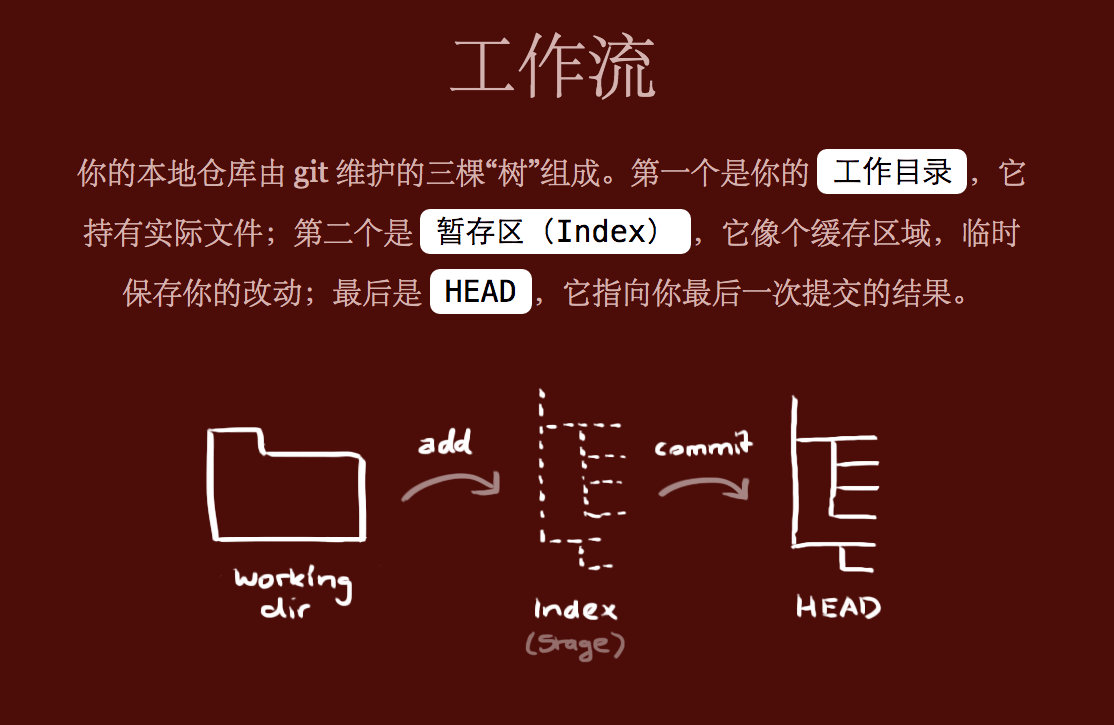 工作流
你的本地仓库由 git 维护的三棵“树”组成。第一个是你的 工作目录，它
持有实际文件；第二个是 暂存区（Index），它像个缓存区域，临时
保存你的改动；最后是 HEAD，它指向你最后一次提交的结果。
add
commit
working
dir
Index
(Stage)
HEAD